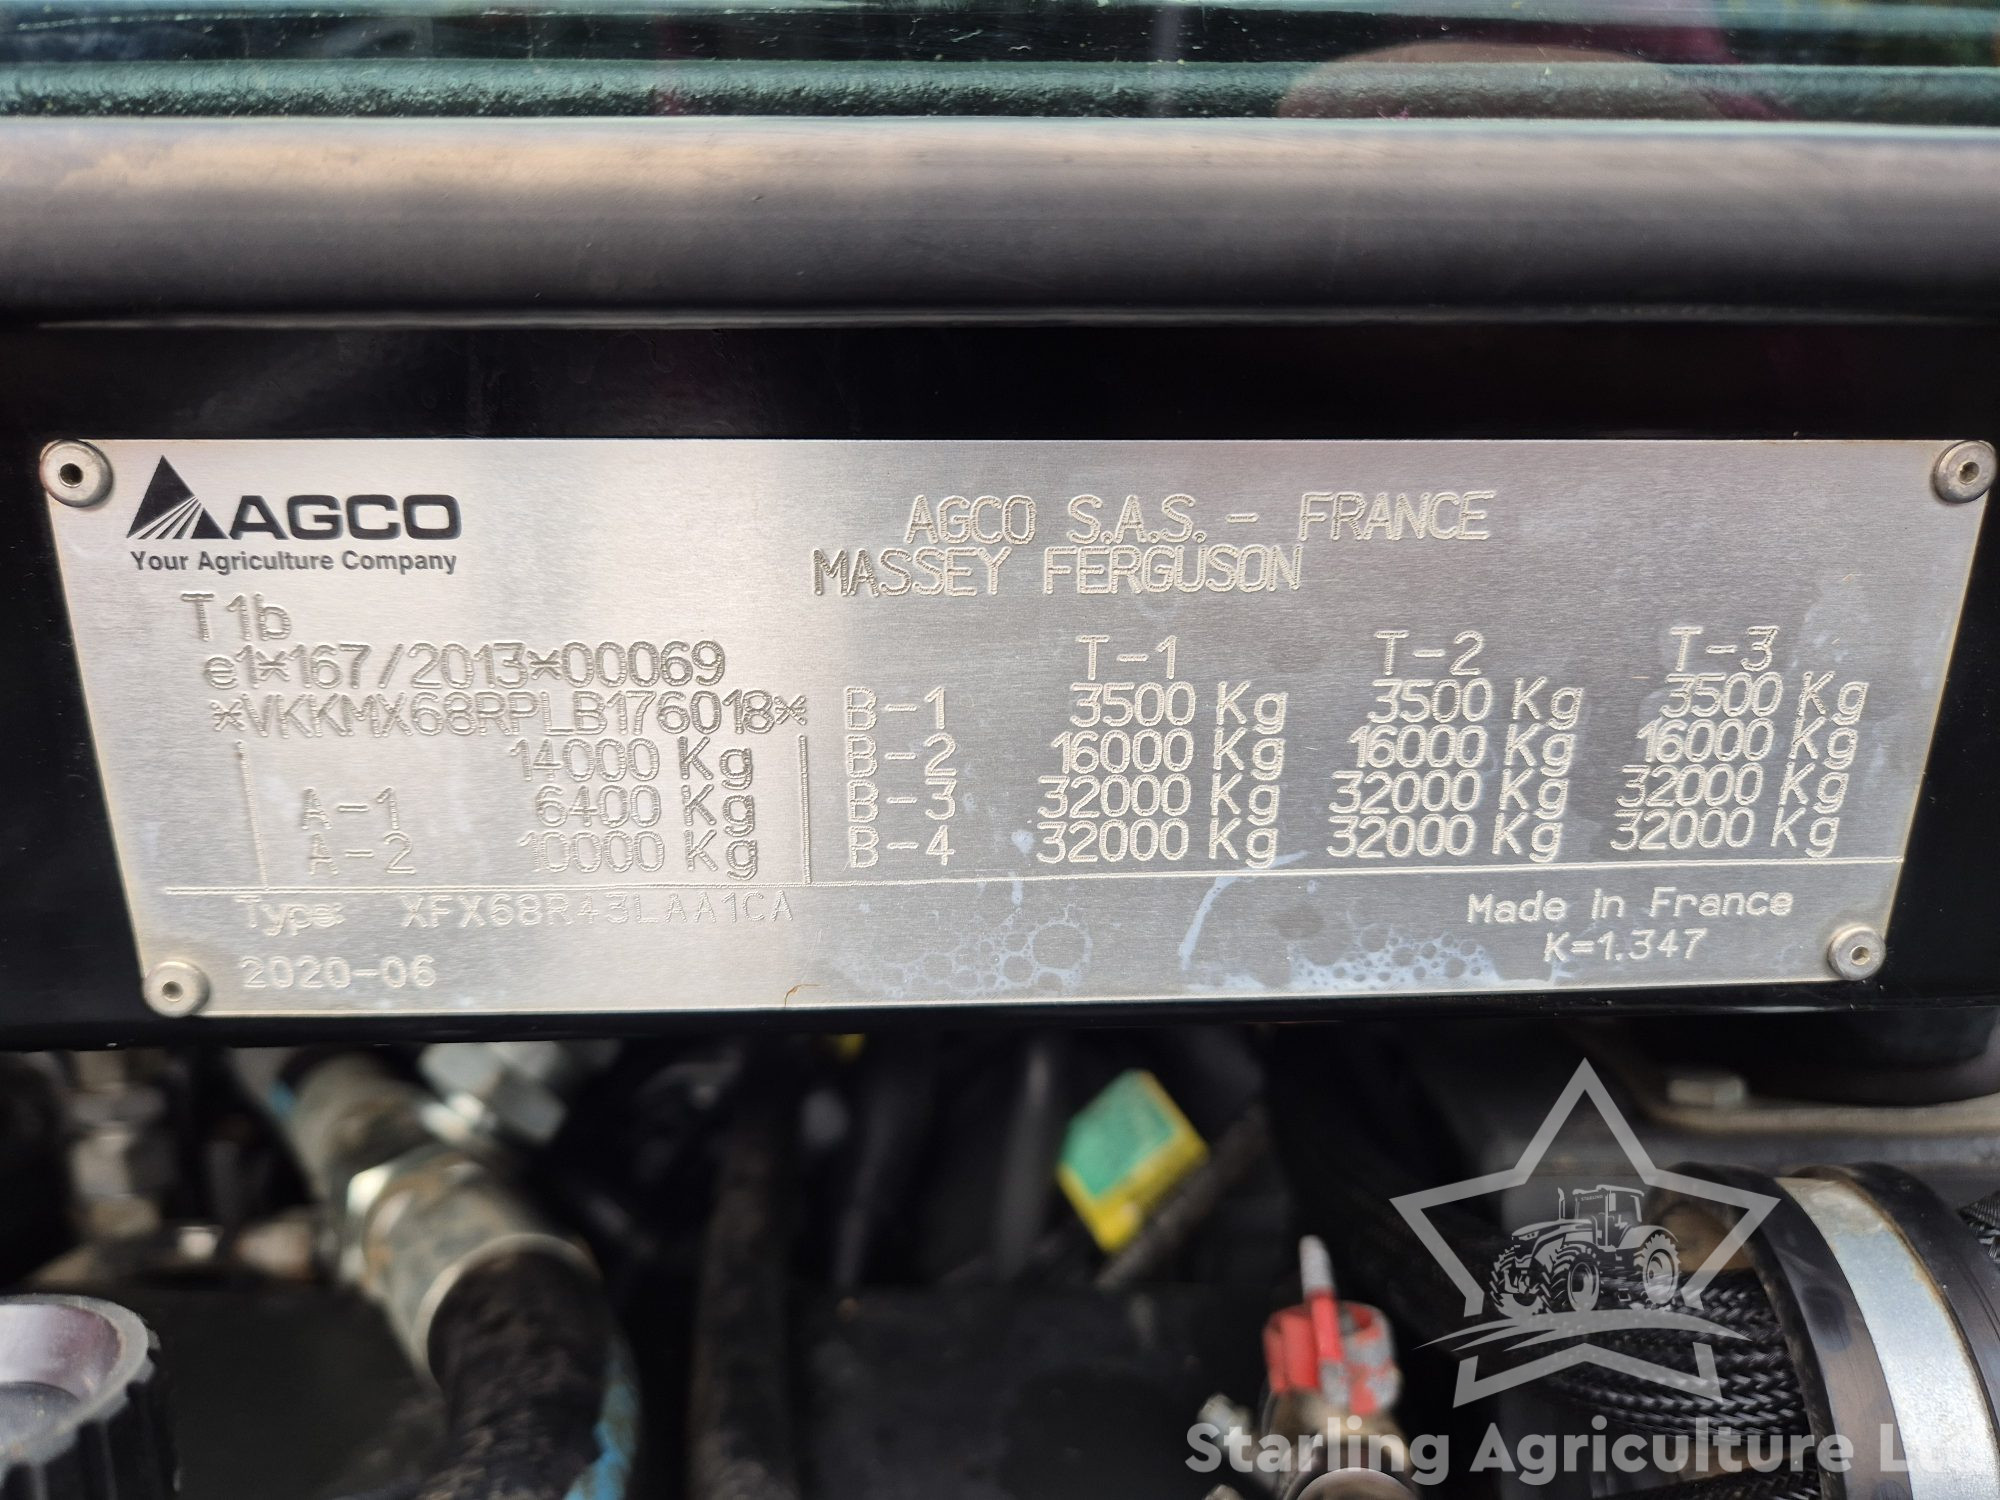 AGCO
Your Agriculture Company
AGCO S.A.S. - FRANCE
MASSEY FERGUSON
T1b
e1*167/2013*00069
*VKKMX68RPLB176018*
14000 Kg
A-1 6400 Kg
A-2 10000 Kg
T-1 T-2 T-3
B-1 3500 Kg 3500 Kg 3500 Kg
B-2 16000 Kg 16000 Kg 16000 Kg
B-3 32000 Kg 32000 Kg 32000 Kg
B-4 32000 Kg 32000 Kg 32000 Kg
Type: XFX68R43LAA1CA
2020-06
Made in France
K=1.347
Starling Agriculture Ltd